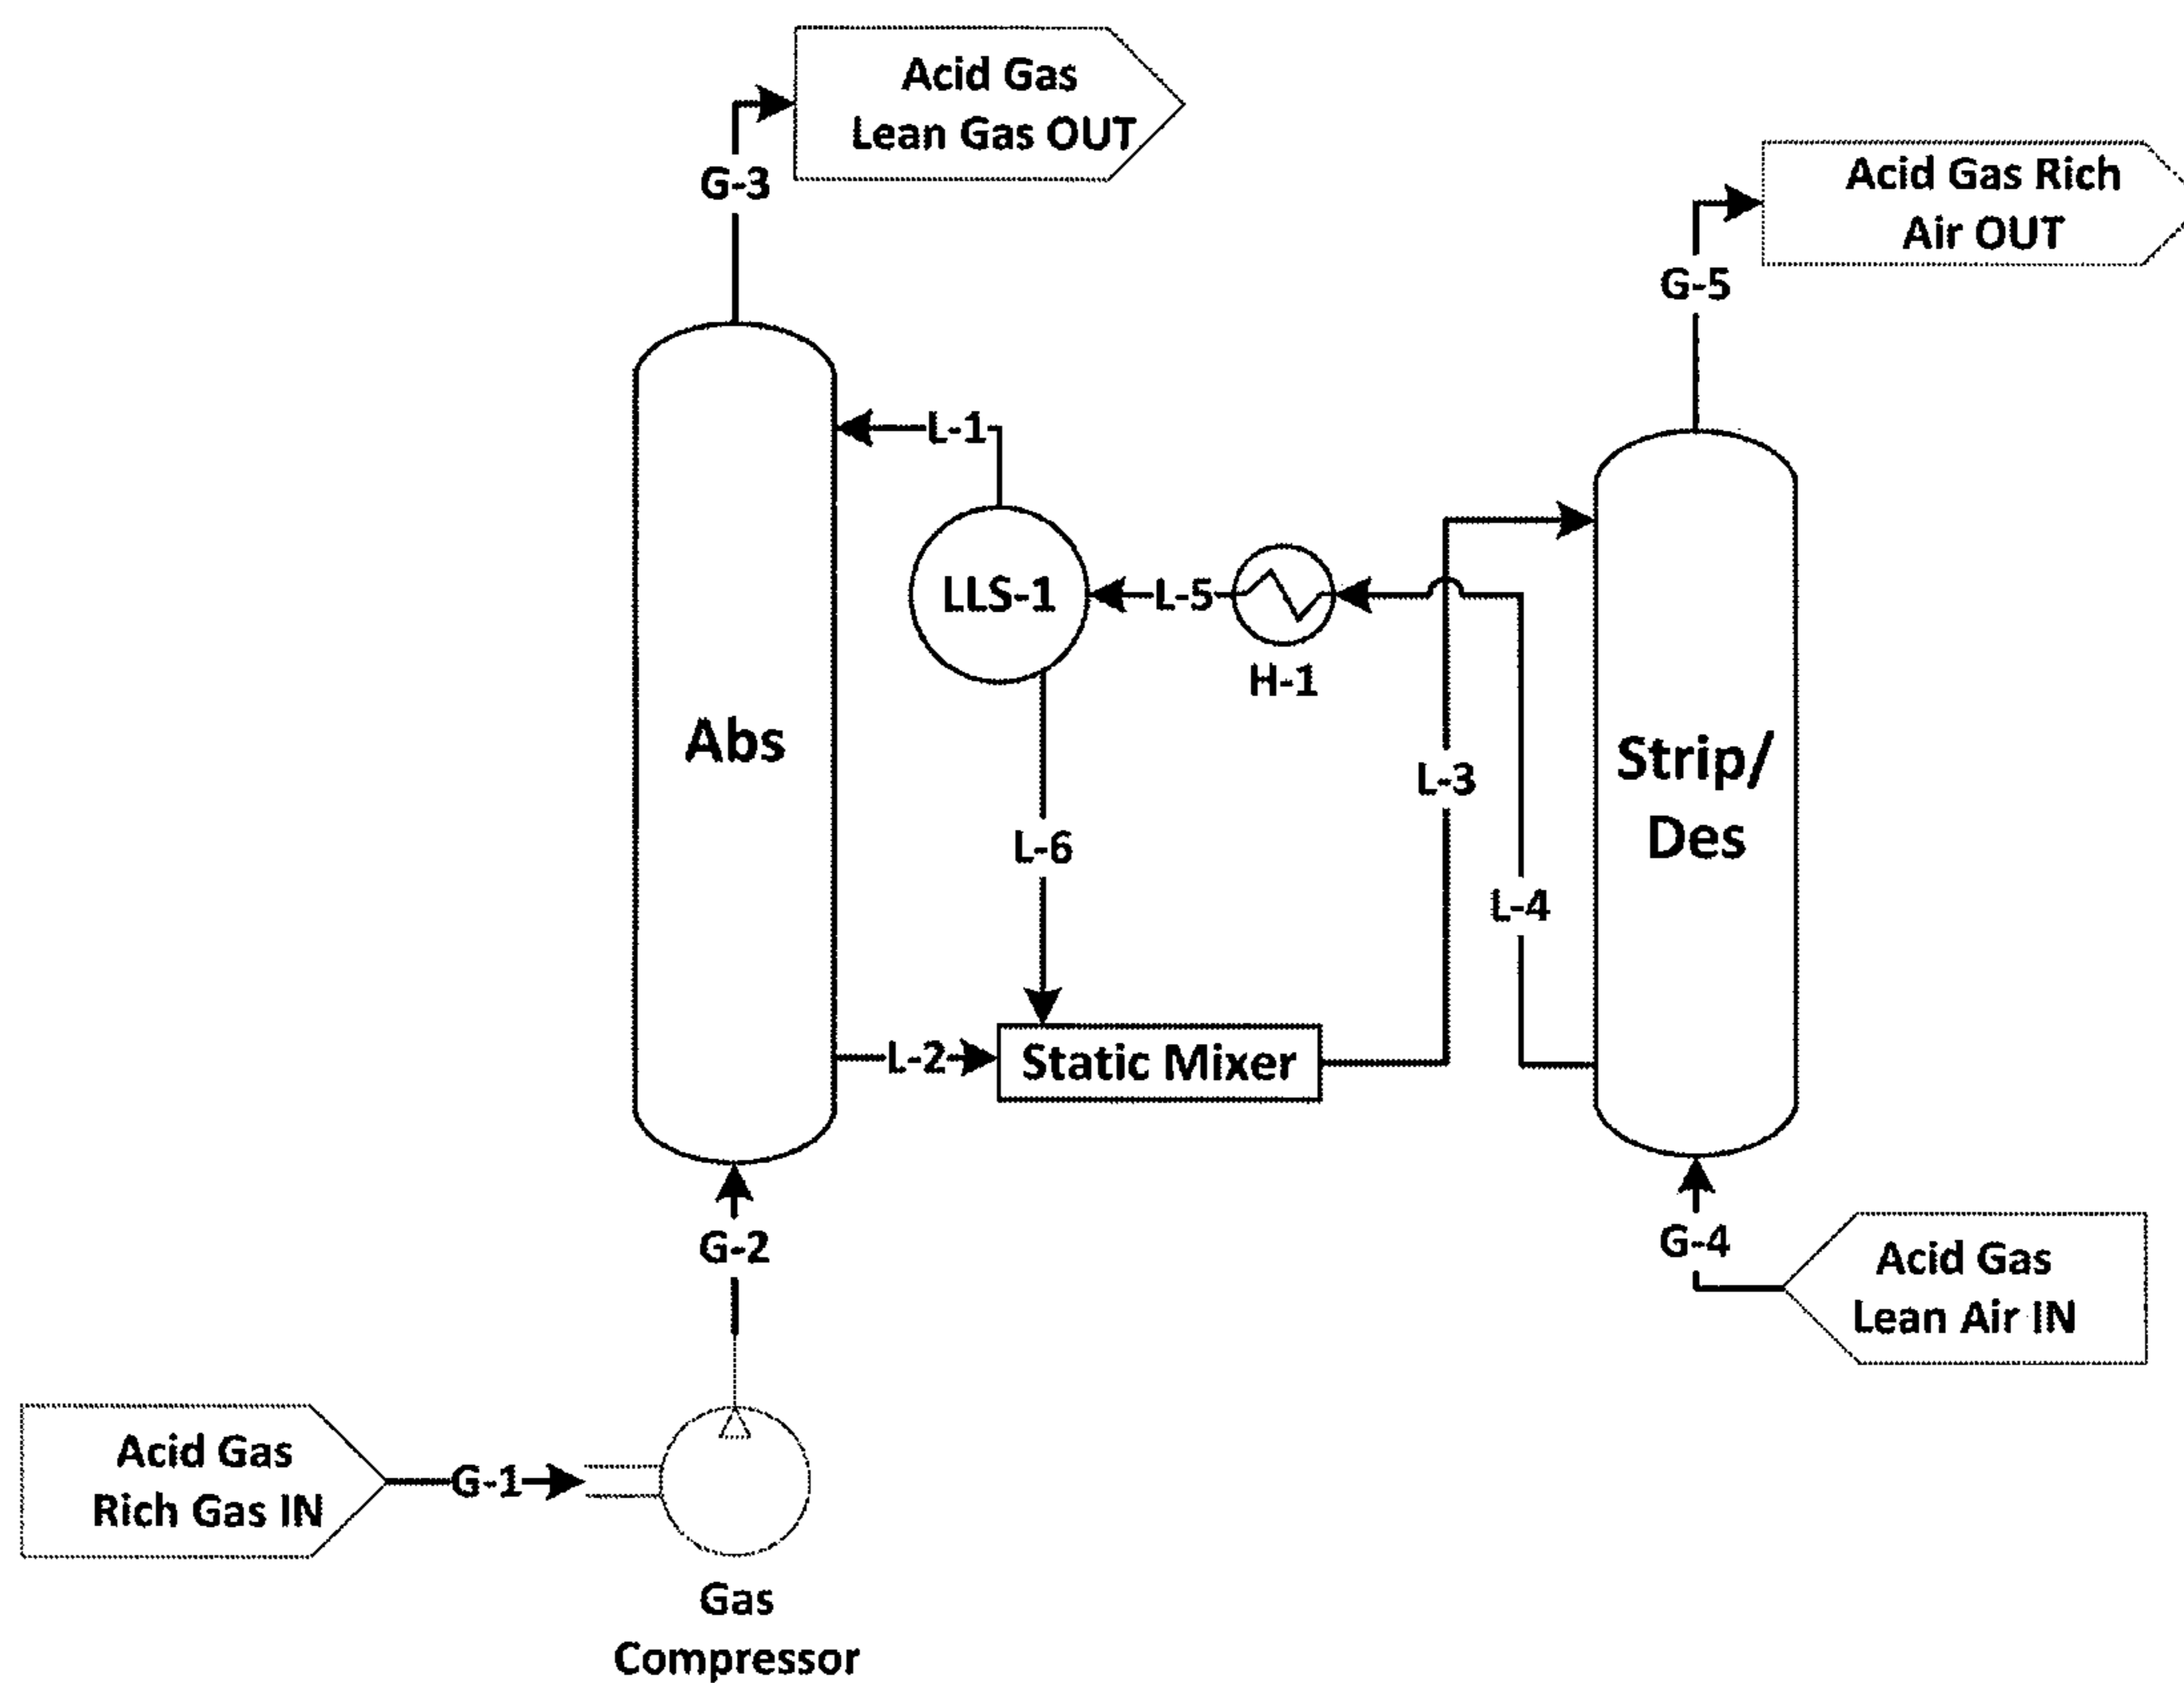 Acid Gas
Lean Gas OUT
Acid Gas Rich
Air OUT
G-3
G-5
L-1
LLS-1
L-5
H-1
Abs
Strip/
Des
L-3
L-6
L-4
L-2
Static Mixer
G-2
G-4
Acid Gas
Lean Air IN
Acid Gas
Rich Gas IN
G-1
Gas
Compressor